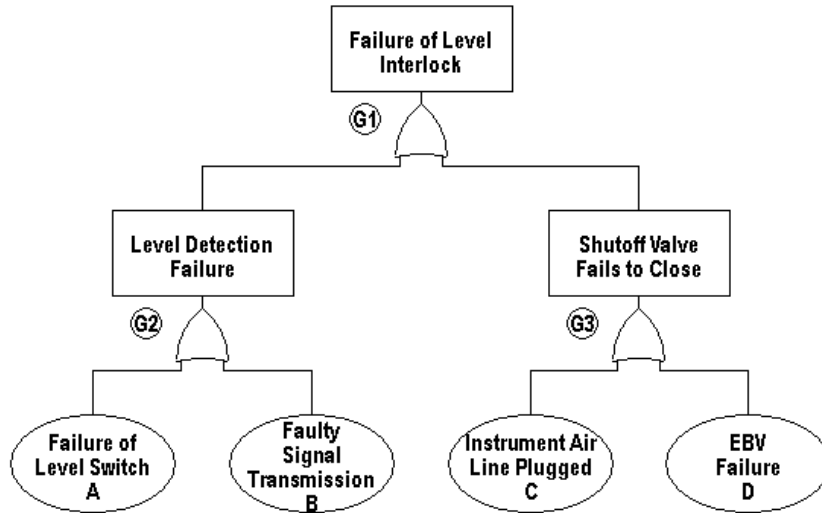 Failure of Level
Interlock
G1
Level Detection
Failure
Shutoff Valve
Fails to Close
G2
G3
Failure of
Level Switch
A
Faulty
Signal
Transmission
B
Instrument Air
Line Plugged
C
EBV
Failure
D